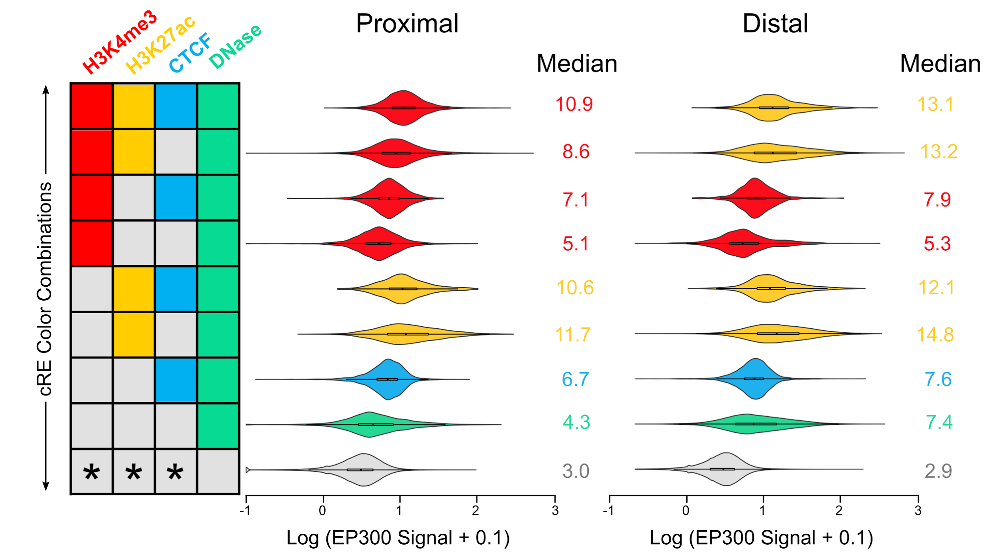 Proximal
Distal
H3K4me3
H3K27ac
CTCF
DNase
Median
Median
cRE Color Combinations
10.9
13.1
8.6
13.2
7.1
7.9
5.1
5.3
10.6
12.1
11.7
14.8
6.7
7.6
4.3
7.4
* * *
3.0
2.9
-1 0 1 2 3
-1 0 1 2 3
Log (EP300 Signal + 0.1)
Log (EP300 Signal + 0.1)